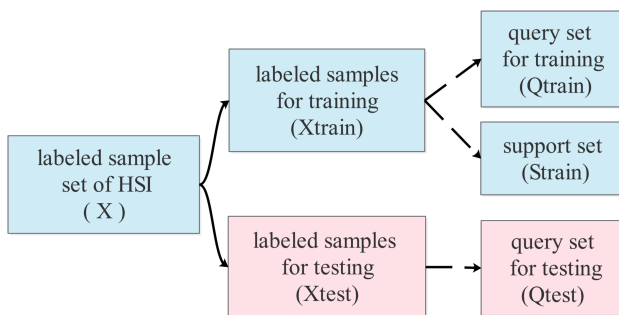 labeled sample
set of HSI
( X )
labeled samples
for training
(Xtrain)
query set
for training
(Qtrain)
support set
(Strain)
labeled samples
for testing
(Xtest)
query set
for testing
(Qtest)